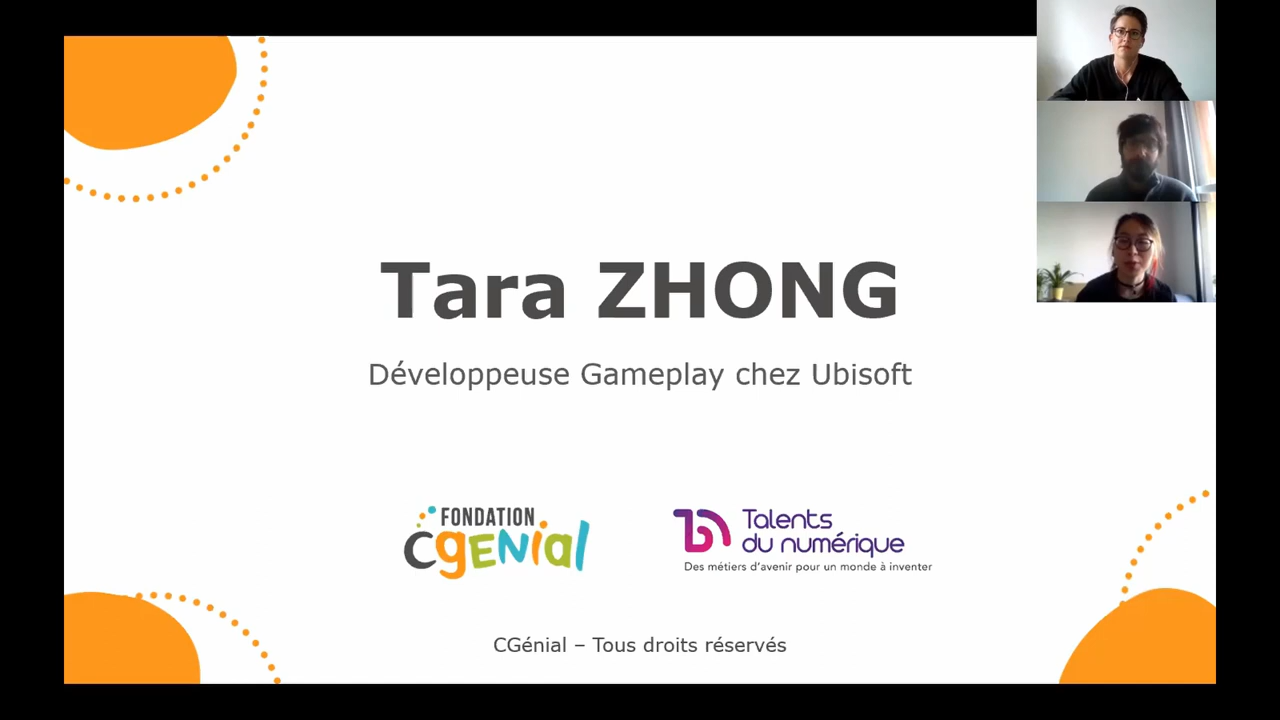 Tara ZHONG
Développeuse Gameplay chez Ubisoft
FONDATION
CGENIAL
Talents
du numérique
Des métiers d'avenir pour un monde à inventer
CGénial – Tous droits réservés